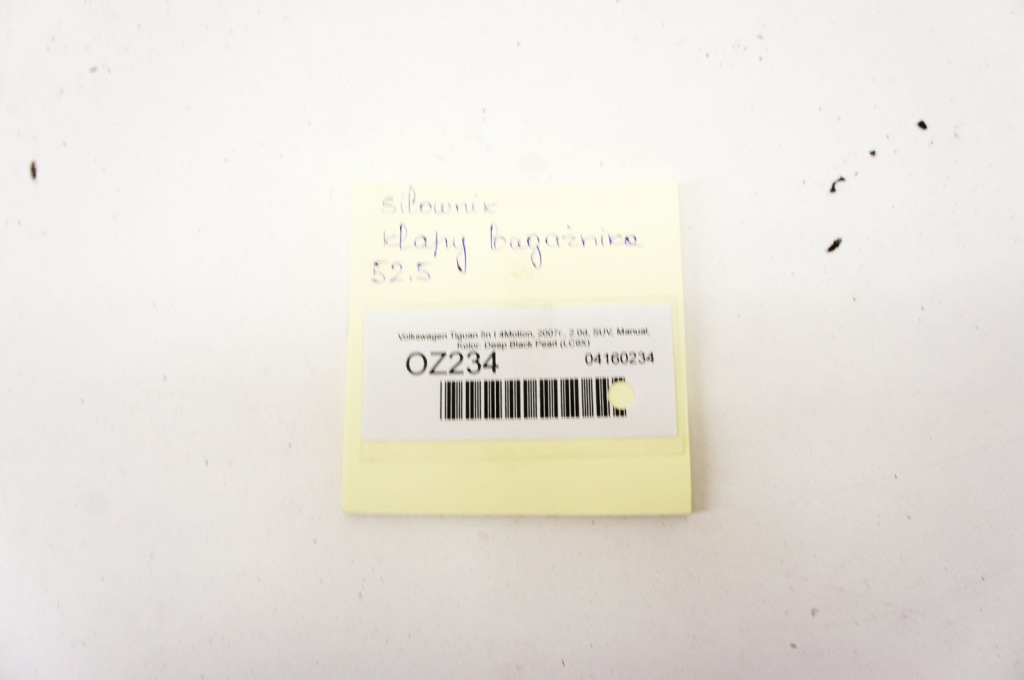 siłownik
klapy bagażnika
52.5
Volkswagen Tiguan 5n I 4Motion, 2007r., 2.0d, SUV, Manual,
Kolor: Deep Black Pearl (LC9X)
OZ234 04160234